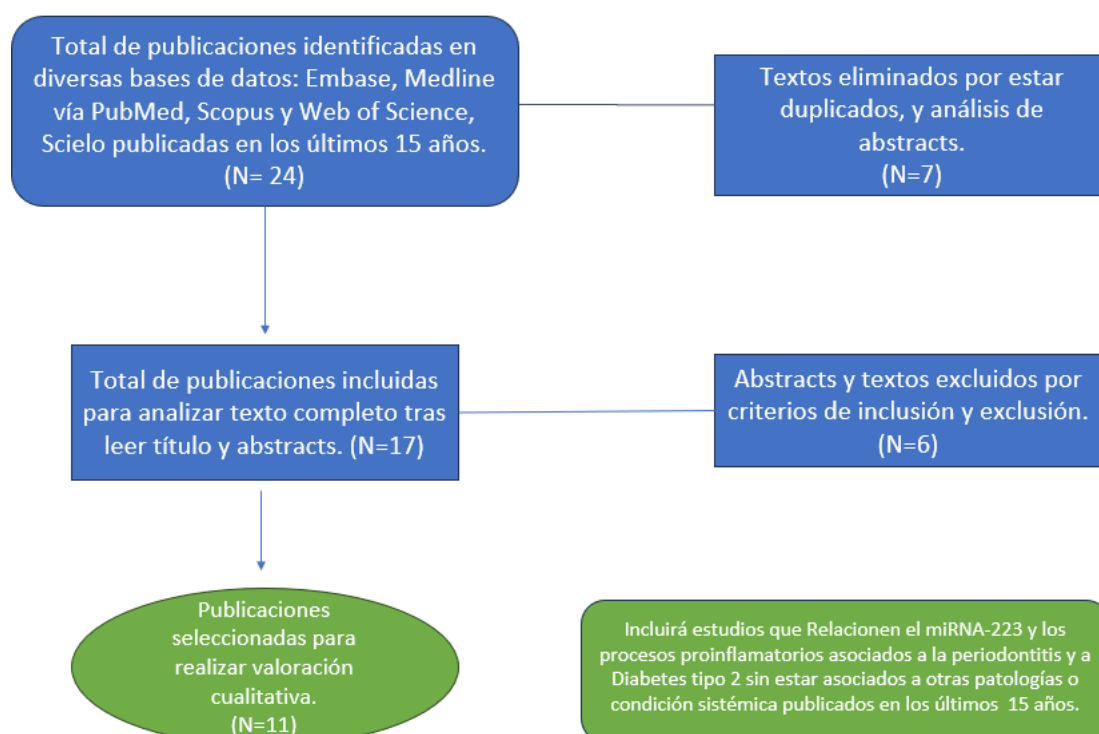 Total de publicaciones identificadas en
diversas bases de datos: Embase, Medline
vía PubMed, Scopus y Web of Science,
Scielo publicadas en los últimos 15 años.
(N= 24)
Textos eliminados por estar
duplicados, y análisis de
abstracts.
(N=7)
Total de publicaciones incluidas
para analizar texto completo tras
leer título y abstracts. (N=17)
Abstracts y textos excluidos por
criterios de inclusión y exclusión.
(N=6)
Publicaciones
seleccionadas para
realizar valoración
cualitativa.
(N=11)
Incluirá estudios que Relacionen el miRNA-223 y los
procesos proinflamatorios asociados a la periodontitis y a
Diabetes tipo 2 sin estar asociados a otras patologías o
condición sistémica publicados en los últimos 15 años.